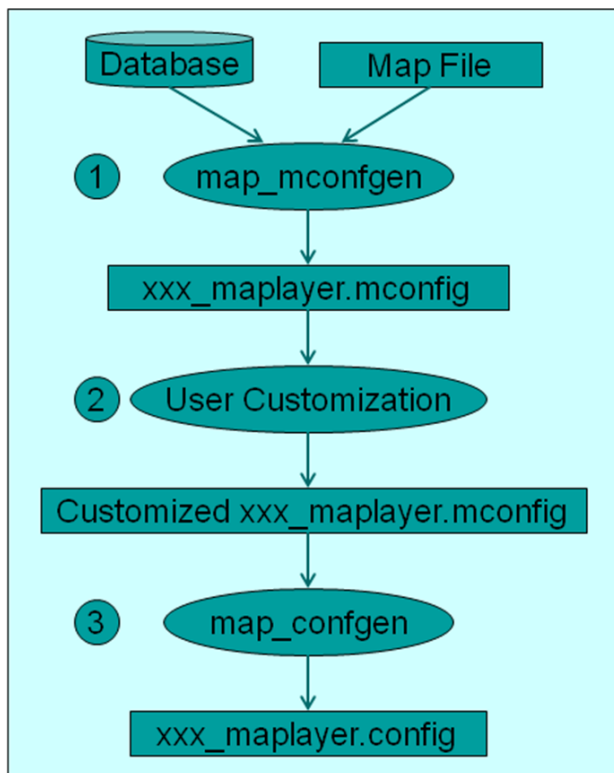 Database
Map File
1
map_mconfgen
xxx_maplayer.mconfig
2
User Customization
Customized xxx_maplayer.mconfig
3
map_confgen
xxx_maplayer.config